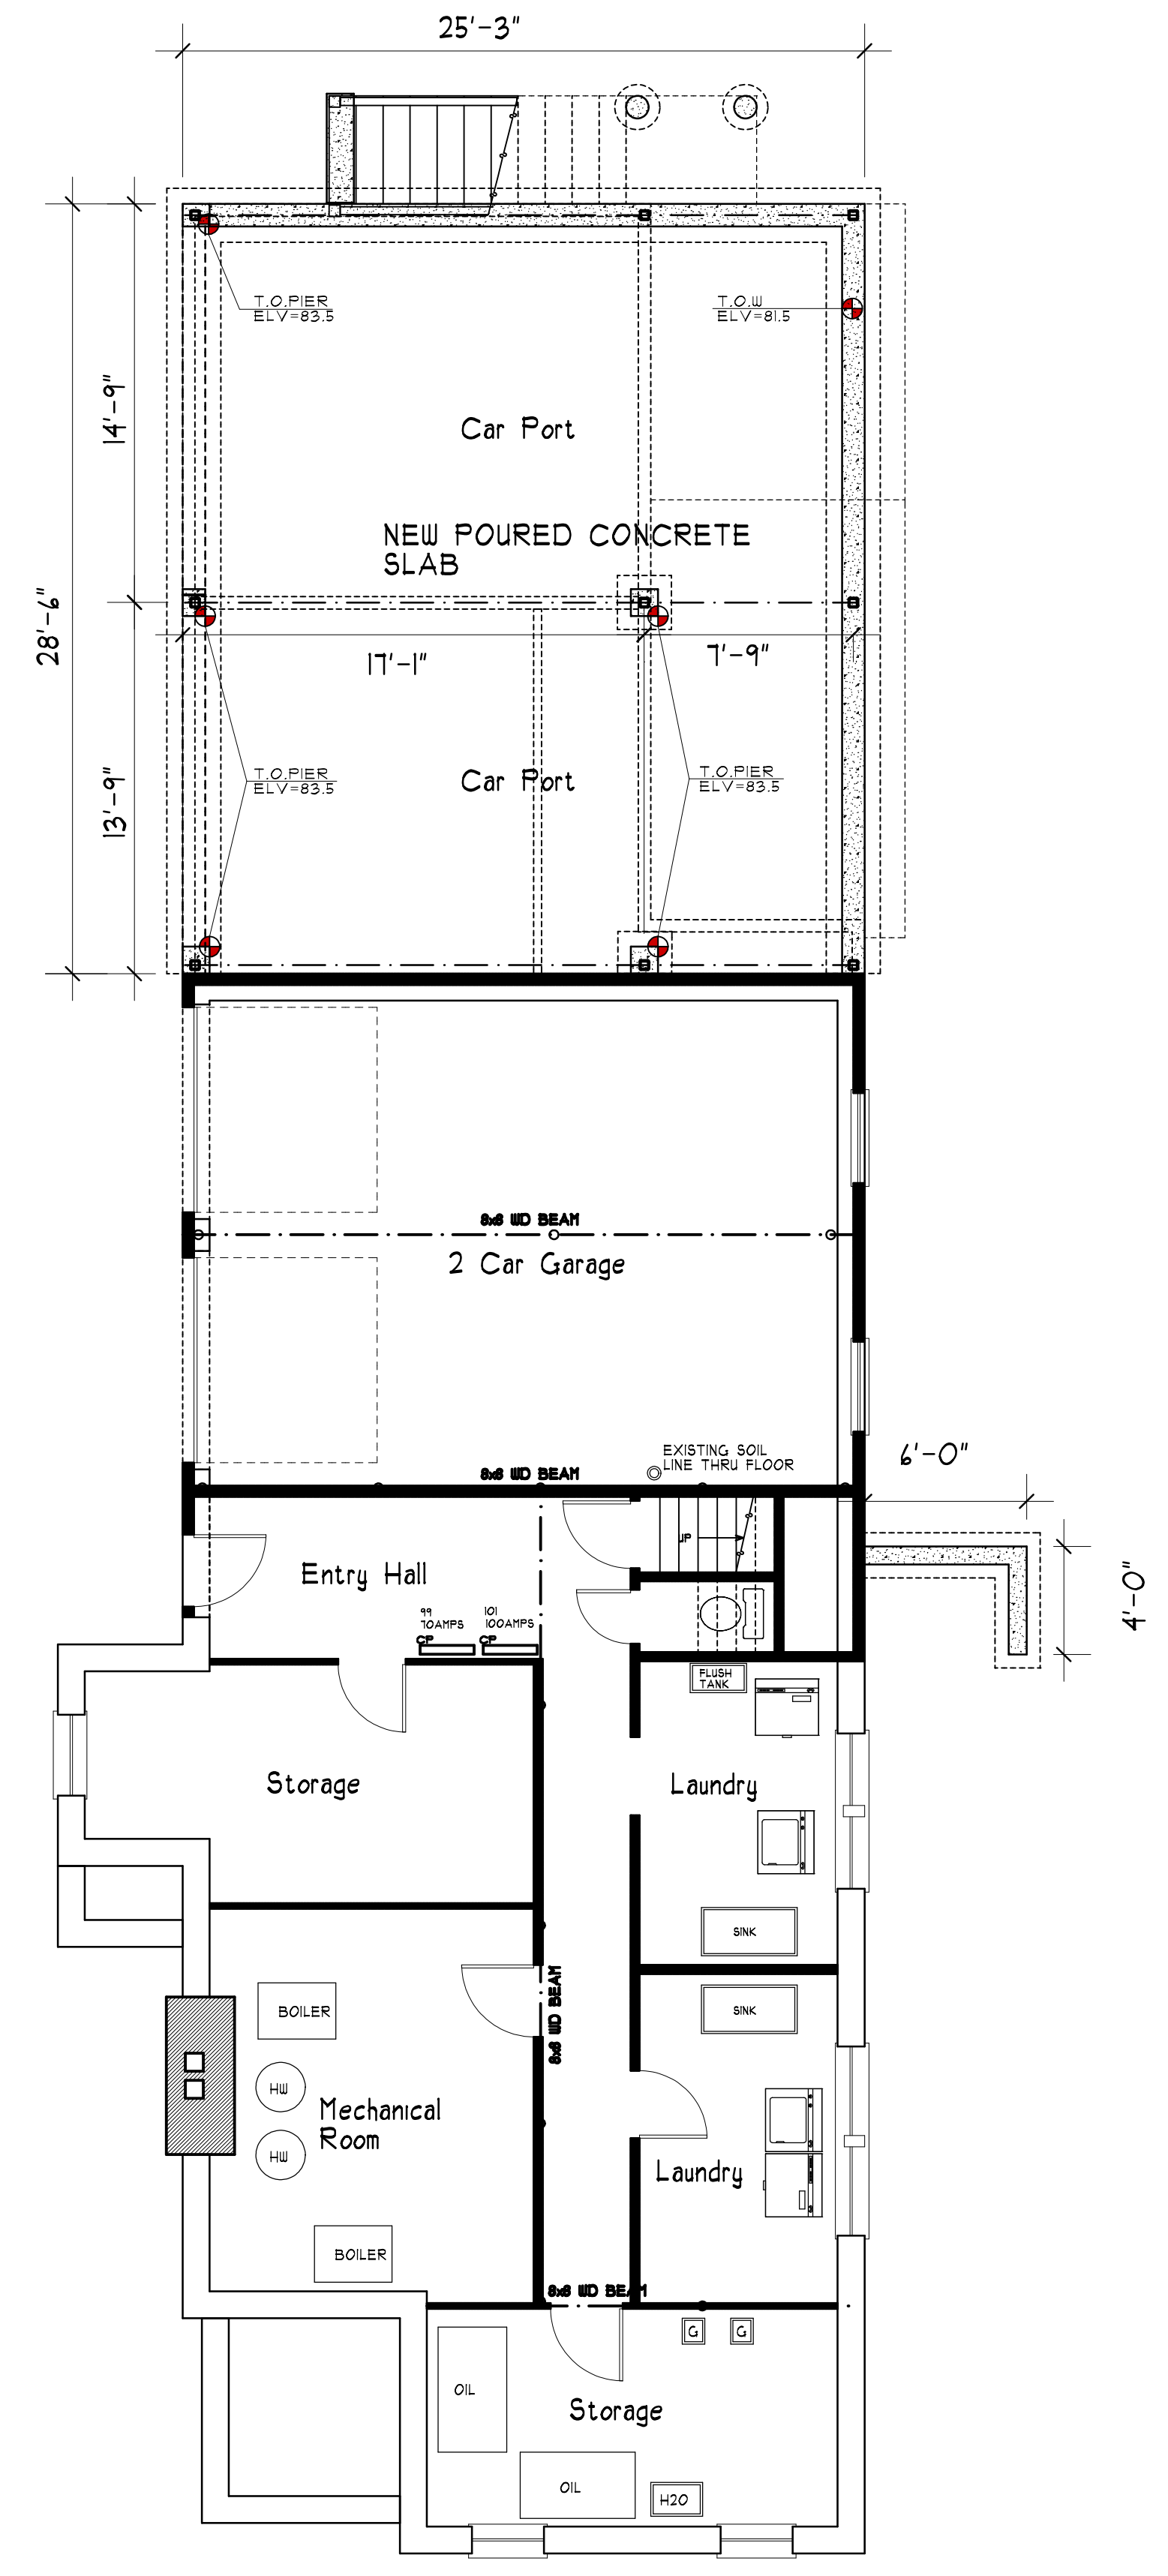 25'-3"
T.O.PIER
ELV=83.5
T.O.W
ELV=81.5
14'-9"
Car Port
NEW POURED CONCRETE
SLAB
28'-6"
17'-1"
7'-9"
T.O.PIER
ELV=83.5
Car Port
T.O.PIER
ELV=83.5
13'-9"
8x8 WD BEAM
2 Car Garage
EXISTING SOIL
LINE THRU FLOOR
8x8 WD BEAM
6'-0"
UP
Entry Hall
4'-0"
99
70AMPS
CP
101
100AMPS
CP
FLUSH
TANK
Storage
Laundry
SINK
8x8 WD BEAM
BOILER
SINK
HW
Mechanical
Room
HW
Laundry
BOILER
8x8 WD BEAM
G
G
OIL
Storage
OIL
H2O